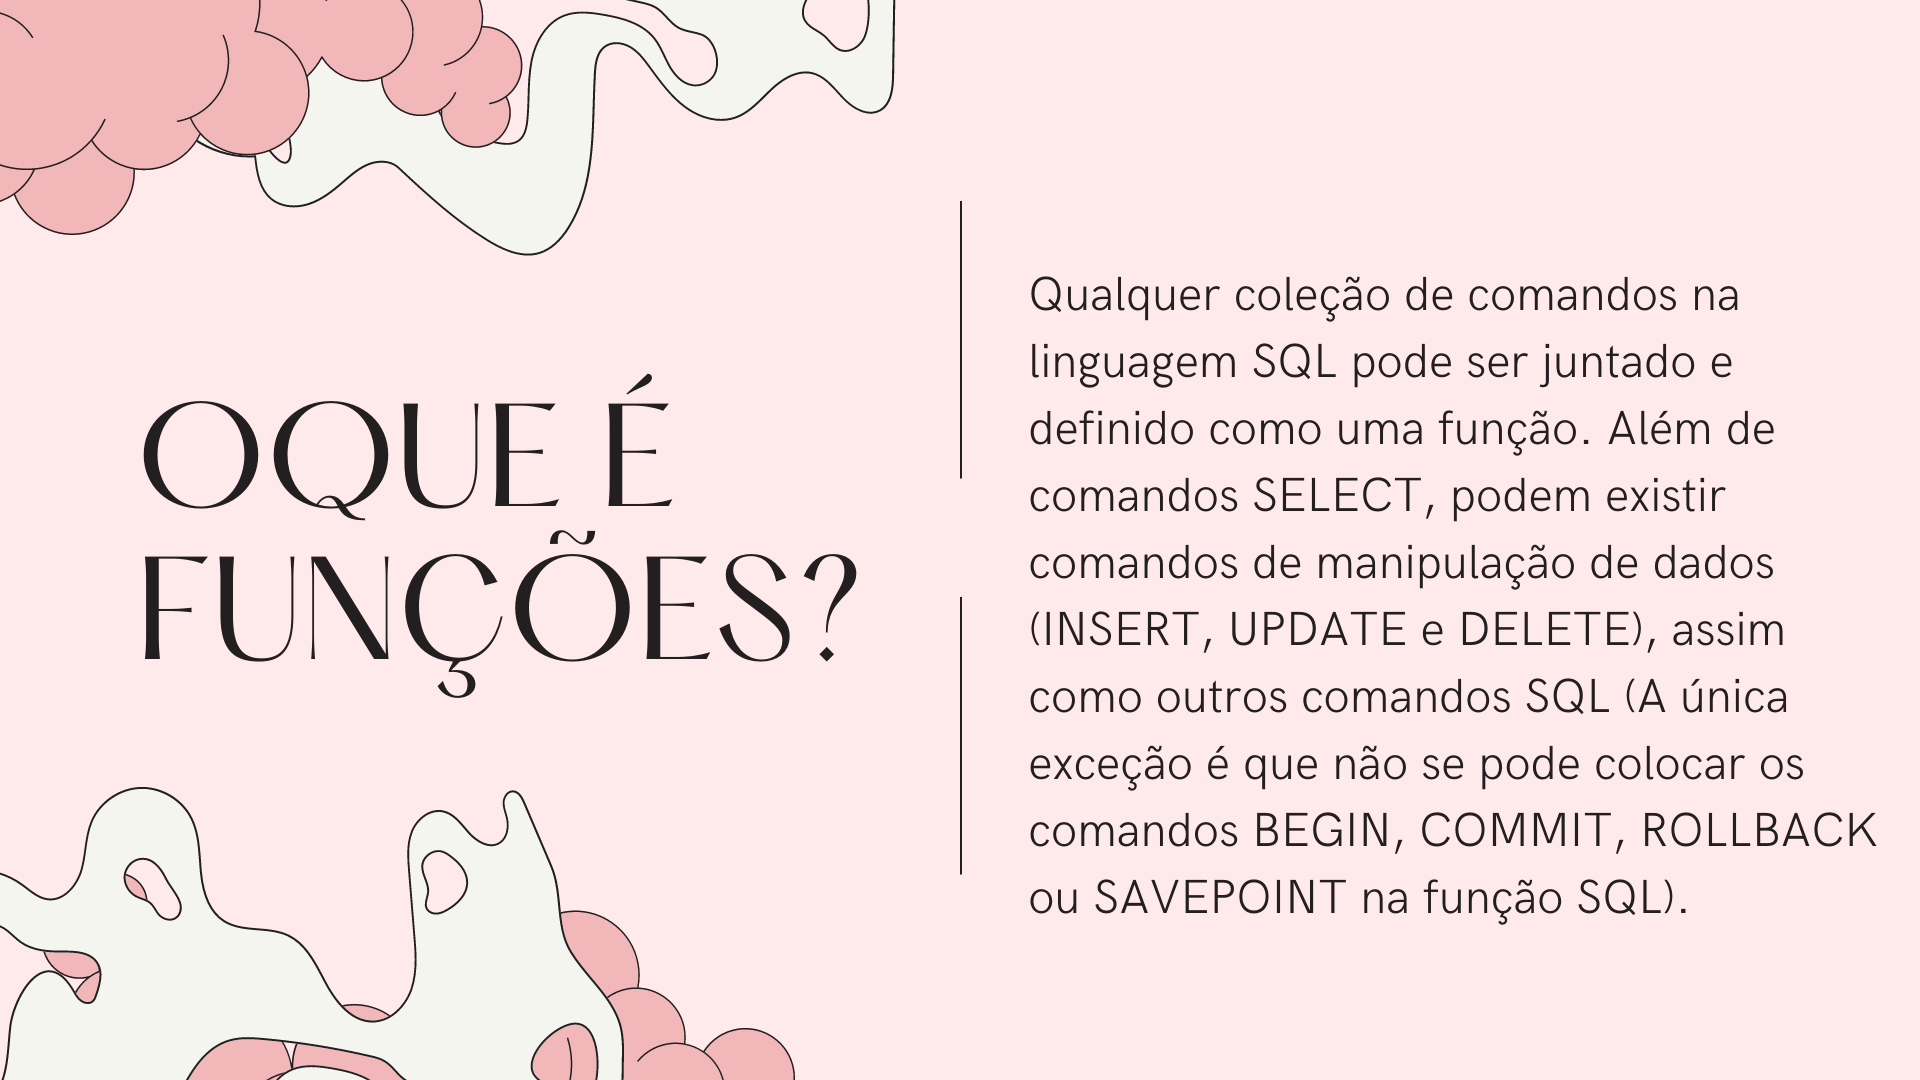 OQUE É
FUNÇÕES?
Qualquer coleção de comandos na
linguagem SQL pode ser juntado e
definido como uma função. Além de
comandos SELECT, podem existir
comandos de manipulação de dados
(INSERT, UPDATE e DELETE), assim
como outros comandos SQL (A única
exceção é que não se pode colocar os
comandos BEGIN, COMMIT, ROLLBACK
ou SAVEPOINT na função SQL).